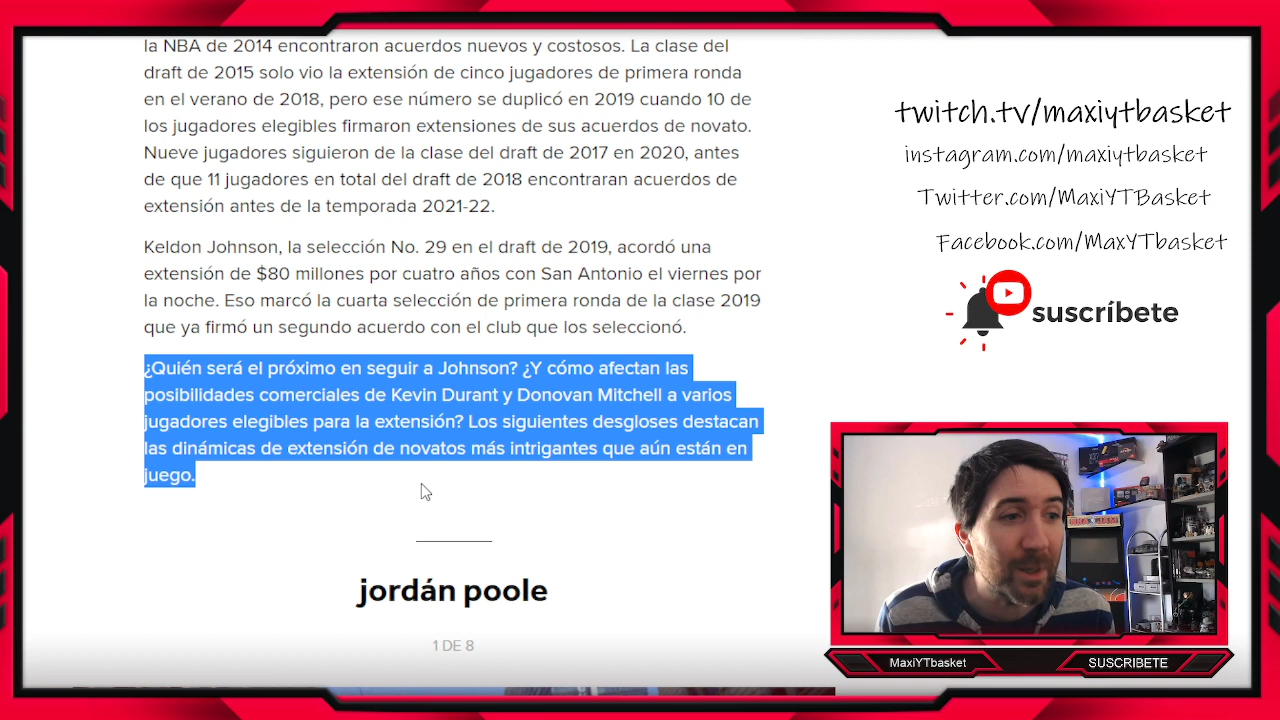 la NBA de 2014 encontraron acuerdos nuevos y costosos. La clase del
draft de 2015 solo vio la extensión de cinco jugadores de primera ronda
en el verano de 2018, pero ese número se duplicó en 2019 cuando 10 de
los jugadores elegibles firmaron extensiones de sus acuerdos de novato.
Nueve jugadores siguieron de la clase del draft de 2017 en 2020, antes
de que 11 jugadores en total del draft de 2018 encontraran acuerdos de
extensión antes de la temporada 2021-22.
Keldon Johnson, la selección No. 29 en el draft de 2019, acordó una
extensión de $80 millones por cuatro años con San Antonio el viernes por
la noche. Eso marcó la cuarta selección de primera ronda de la clase 2019
que ya firmó un segundo acuerdo con el club que los seleccionó.
¿Quién será el próximo en seguir a Johnson? ¿Y cómo afectan las
posibilidades comerciales de Kevin Durant y Donovan Mitchell a varios
jugadores elegibles para la extensión? Los siguientes desgloses destacan
las dinámicas de extensión de novatos más intrigantes que aún están en
juego.
jordán poole
1 DE 8
twitch.tv/maxiytbasket
instagram.com/maxiytbasket
Twitter.com/MaxiYTBasket
Facebook.com/MaxYTbasket
suscríbete
NBA JAM
MaxiYTbasket
SUSCRIBETE